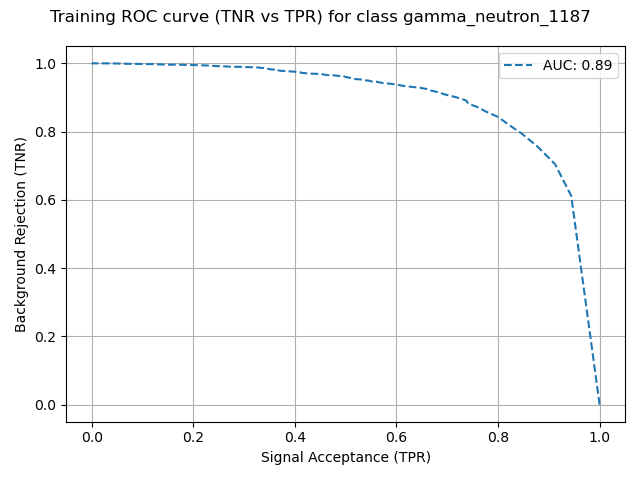 Training ROC curve (TNR vs TPR) for class gamma_neutron_1187
AUC: 0.89
Background Rejection (TNR)
1.0
0.8
0.6
0.4
0.2
0.0
0.0 0.2 0.4 0.6 0.8 1.0
Signal Acceptance (TPR)